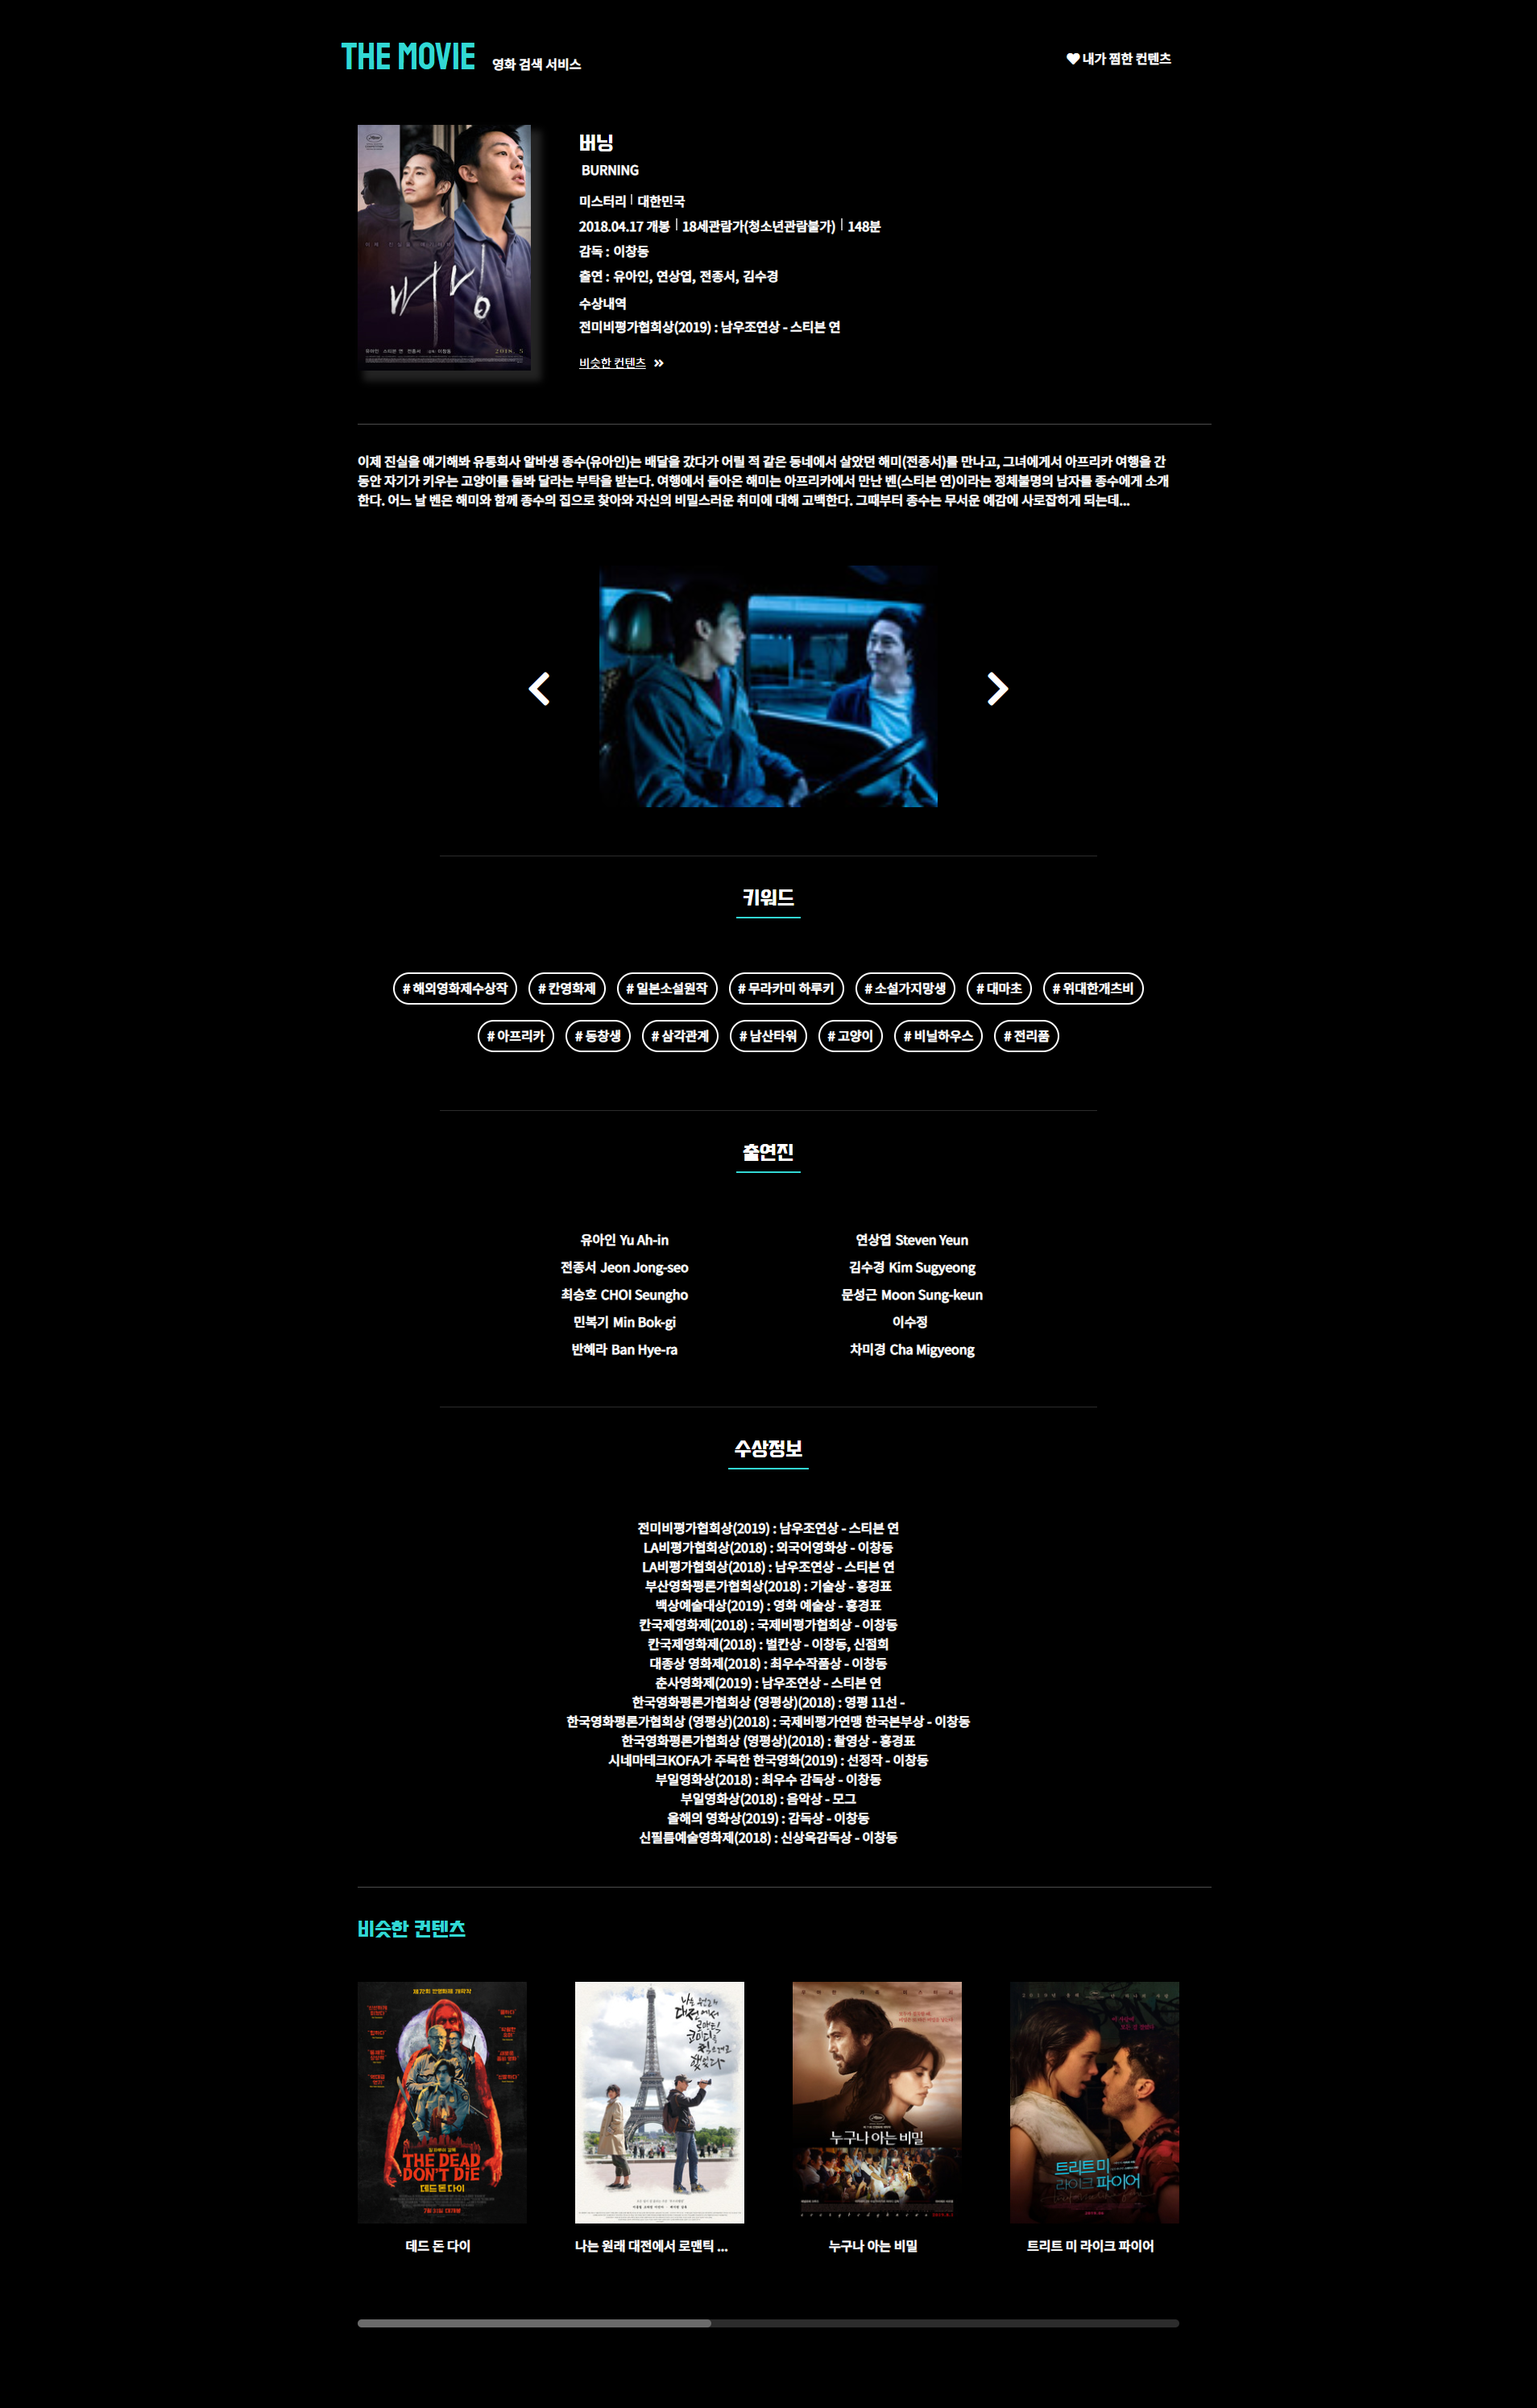 THE MOVIE 영화 검색 서비스
내가 찜한 컨텐츠
버닝
BURNING
미스터리 | 대한민국
2018.04.17 개봉 | 18세관람가(청소년관람불가) | 148분
감독 : 이창동
출연 : 유아인, 연상엽, 전종서, 김수경
수상내역
전미비평가협회상(2019) : 남우조연상 - 스티븐 연
비슷한 컨텐츠 »
버닝
유아인 스티븐 연 전종서
2018. 5
이제 진실을 얘기해봐 유통회사 알바생 종수(유아인)는 배달을 갔다가 어릴 적 같은 동네에서 살았던 해미(전종서)를 만나고, 그녀에게서 아프리카 여행을 간
동안 자기가 키우는 고양이를 돌봐 달라는 부탁을 받는다. 여행에서 돌아온 해미는 아프리카에서 만난 벤(스티븐 연)이라는 정체불명의 남자를 종수에게 소개
한다. 어느 날 벤은 해미와 함께 종수의 집으로 찾아와 자신의 비밀스러운 취미에 대해 고백한다. 그때부터 종수는 무서운 예감에 사로잡히게 되는데...
키워드
# 해외영화제수상작 # 칸영화제 # 일본소설원작 # 무라카미 하루키 # 소설가지망생 # 대마초 # 위대한개츠비
# 아프리카 # 동창생 # 삼각관계 # 남산타워 # 고양이 # 비닐하우스 # 전리품
출연진
유아인 Yu Ah-in 연상엽 Steven Yeun
전종서 Jeon Jong-seo 김수경 Kim Sugyeong
최승호 CHOI Seungho 문성근 Moon Sung-keun
민복기 Min Bok-gi 이수정
반혜라 Ban Hye-ra 차미경 Cha Migyeong
수상정보
전미비평가협회상(2019) : 남우조연상 - 스티븐 연
LA비평가협회상(2018) : 외국어영화상 - 이창동
LA비평가협회상(2018) : 남우조연상 - 스티븐 연
부산영화평론가협회상(2018) : 기술상 - 홍경표
백상예술대상(2019) : 영화 예술상 - 홍경표
칸국제영화제(2018) : 국제비평가협회상 - 이창동
칸국제영화제(2018) : 벌칸상 - 이창동, 신점희
대종상 영화제(2018) : 최우수작품상 - 이창동
춘사영화제(2019) : 남우조연상 - 스티븐 연
한국영화평론가협회상 (영평상)(2018) : 영평 11선 -
한국영화평론가협회상 (영평상)(2018) : 국제비평가연맹 한국본부상 - 이창동
한국영화평론가협회상 (영평상)(2018) : 촬영상 - 홍경표
시네마테크KOFA가 주목한 한국영화(2019) : 선정작 - 이창동
부일영화상(2018) : 최우수 감독상 - 이창동
부일영화상(2018) : 음악상 - 모그
올해의 영화상(2019) : 감독상 - 이창동
신필름예술영화제(2018) : 신상옥감독상 - 이창동
비슷한 컨텐츠
THE DEAD
DON'T DIE
데드 돈 다이
나는 원래
대전에서
로맨틱
코미디를
찍으려고
했었다
누구나 아는 비밀
트리트 미
라이크 파이어
데드 돈 다이
나는 원래 대전에서 로맨틱 ...
누구나 아는 비밀
트리트 미 라이크 파이어